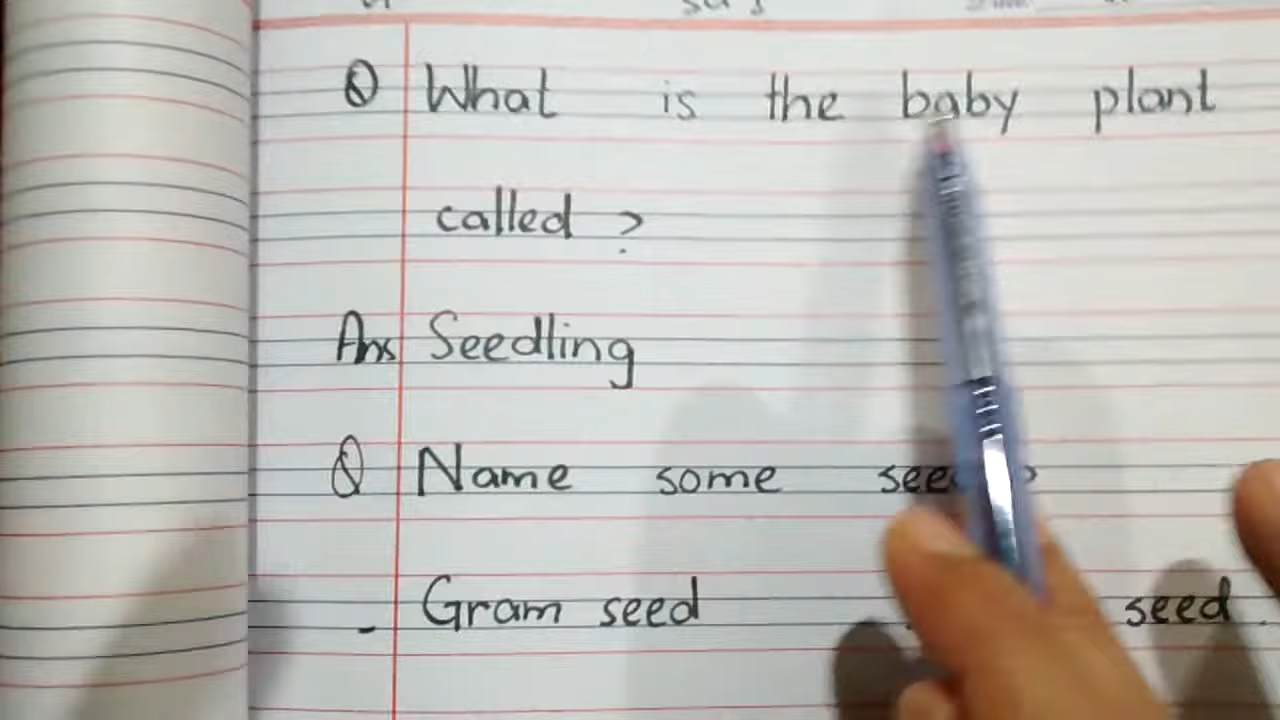 Q What is the baby plant
called ?
Ans Seedling
Q Name some
- Gram seed seed.